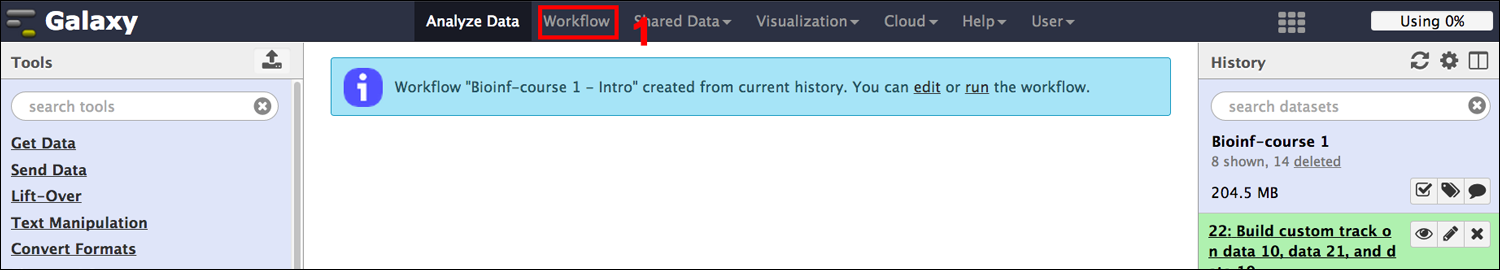 Galaxy
Analyze Data Workflow 1 Shared Data Visualization Cloud Help User Using 0%
Tools
search tools
Get Data
Send Data
Lift-Over
Text Manipulation
Convert Formats
i Workflow "Bioinf-course 1 - Intro" created from current history. You can edit or run the workflow.
History
search datasets
Bioinf-course 1
8 shown, 14 deleted
204.5 MB
22: Build custom track o
n data 10, data 21, and d